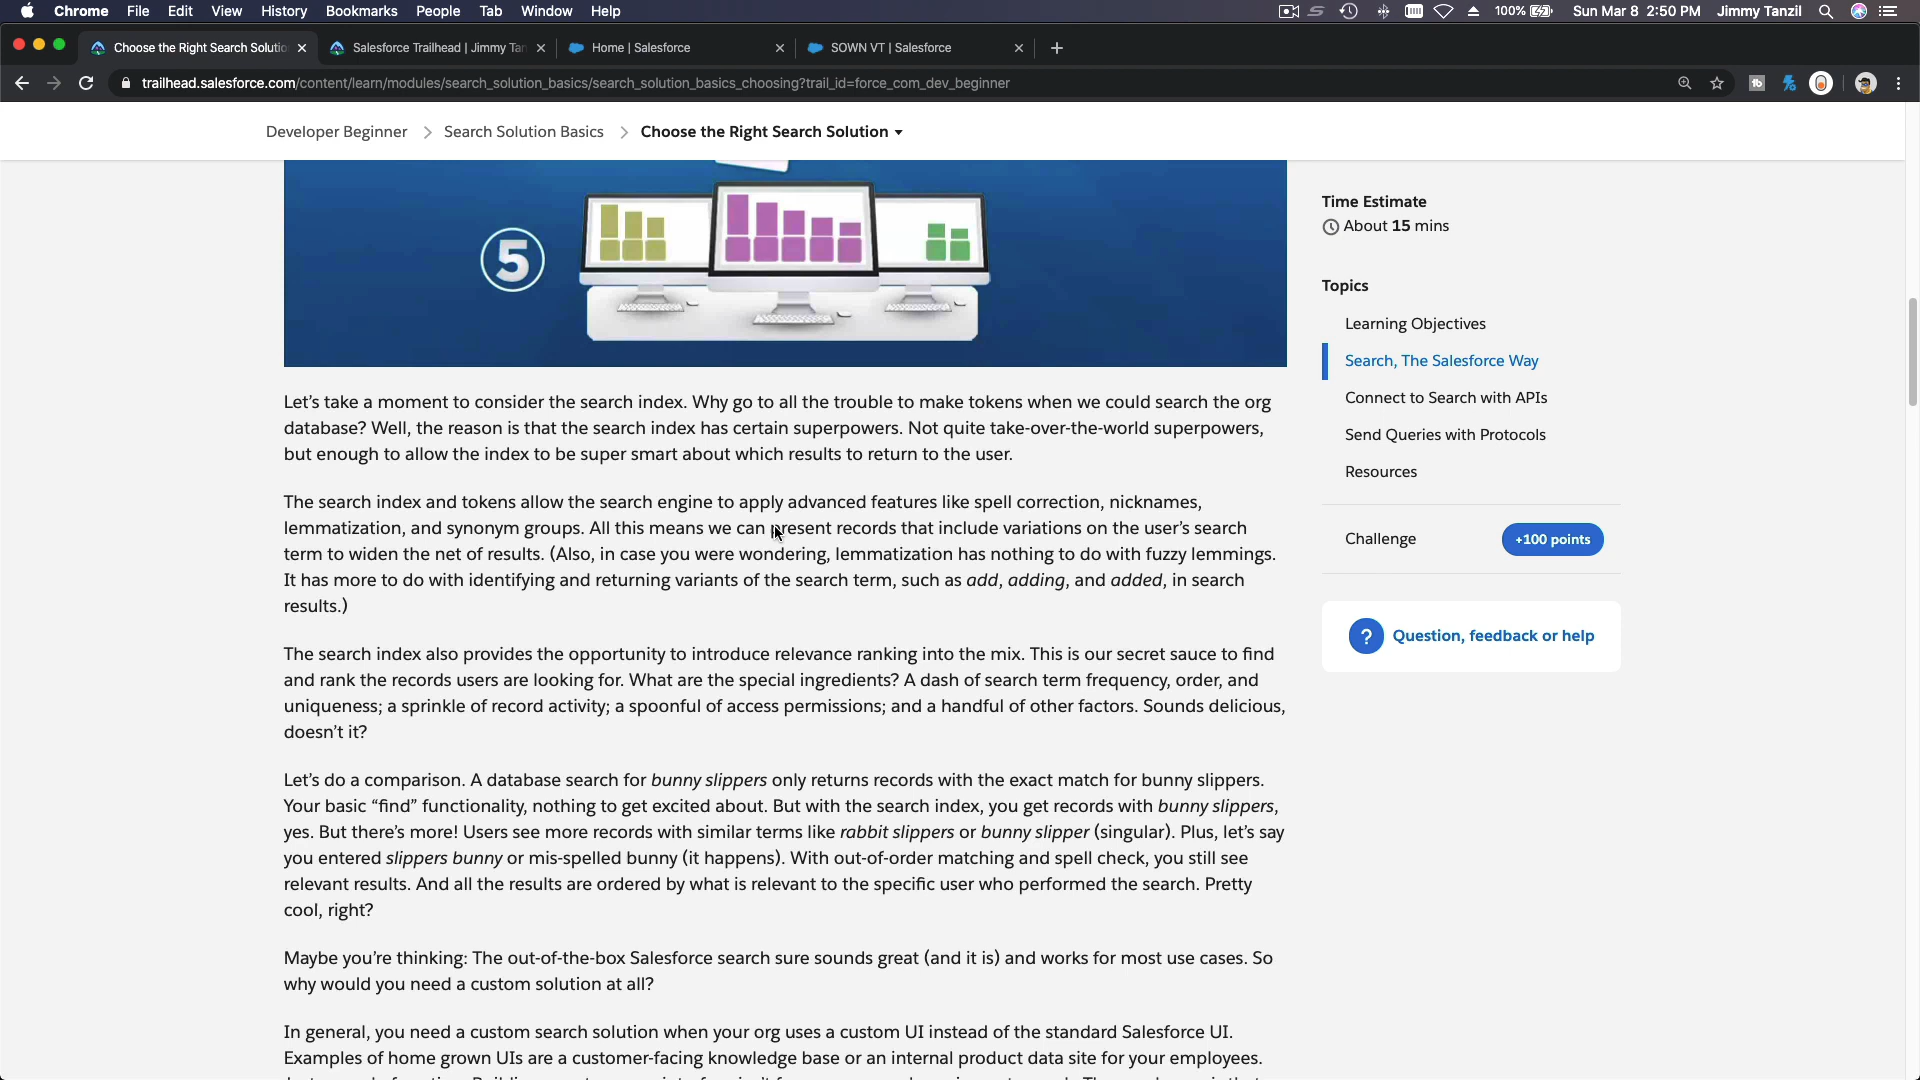 Chrome File Edit View History Bookmarks People Tab Window Help 100% Sun Mar 8 2:50 PM Jimmy Tanzil
Choose the Right Search Solutio Salesforce Trailhead | Jimmy Tan Home | Salesforce SOWN VT | Salesforce
trailhead.salesforce.com/content/learn/modules/search_solution_basics/search_solution_basics_choosing?trail_id=force_com_dev_beginner
Developer Beginner > Search Solution Basics > Choose the Right Search Solution
5
Let’s take a moment to consider the search index. Why go to all the trouble to make tokens when we could search the org
database? Well, the reason is that the search index has certain superpowers. Not quite take-over-the-world superpowers,
but enough to allow the index to be super smart about which results to return to the user.
The search index and tokens allow the search engine to apply advanced features like spell correction, nicknames,
lemmatization, and synonym groups. All this means we can present records that include variations on the user’s search
term to widen the net of results. (Also, in case you were wondering, lemmatization has nothing to do with fuzzy lemmings.
It has more to do with identifying and returning variants of the search term, such as add, adding, and added, in search
results.)
The search index also provides the opportunity to introduce relevance ranking into the mix. This is our secret sauce to find
and rank the records users are looking for. What are the special ingredients? A dash of search term frequency, order, and
uniqueness; a sprinkle of record activity; a spoonful of access permissions; and a handful of other factors. Sounds delicious,
doesn’t it?
Let’s do a comparison. A database search for bunny slippers only returns records with the exact match for bunny slippers.
Your basic “find” functionality, nothing to get excited about. But with the search index, you get records with bunny slippers,
yes. But there’s more! Users see more records with similar terms like rabbit slippers or bunny slipper (singular). Plus, let’s say
you entered slippers bunny or mis-spelled bunny (it happens). With out-of-order matching and spell check, you still see
relevant results. And all the results are ordered by what is relevant to the specific user who performed the search. Pretty
cool, right?
Maybe you’re thinking: The out-of-the-box Salesforce search sure sounds great (and it is) and works for most use cases. So
why would you need a custom solution at all?
In general, you need a custom search solution when your org uses a custom UI instead of the standard Salesforce UI.
Examples of home grown UIs are a customer-facing knowledge base or an internal product data site for your employees.
Time Estimate
About 15 mins
Topics
Learning Objectives
Search, The Salesforce Way
Connect to Search with APIs
Send Queries with Protocols
Resources
Challenge +100 points
? Question, feedback or help